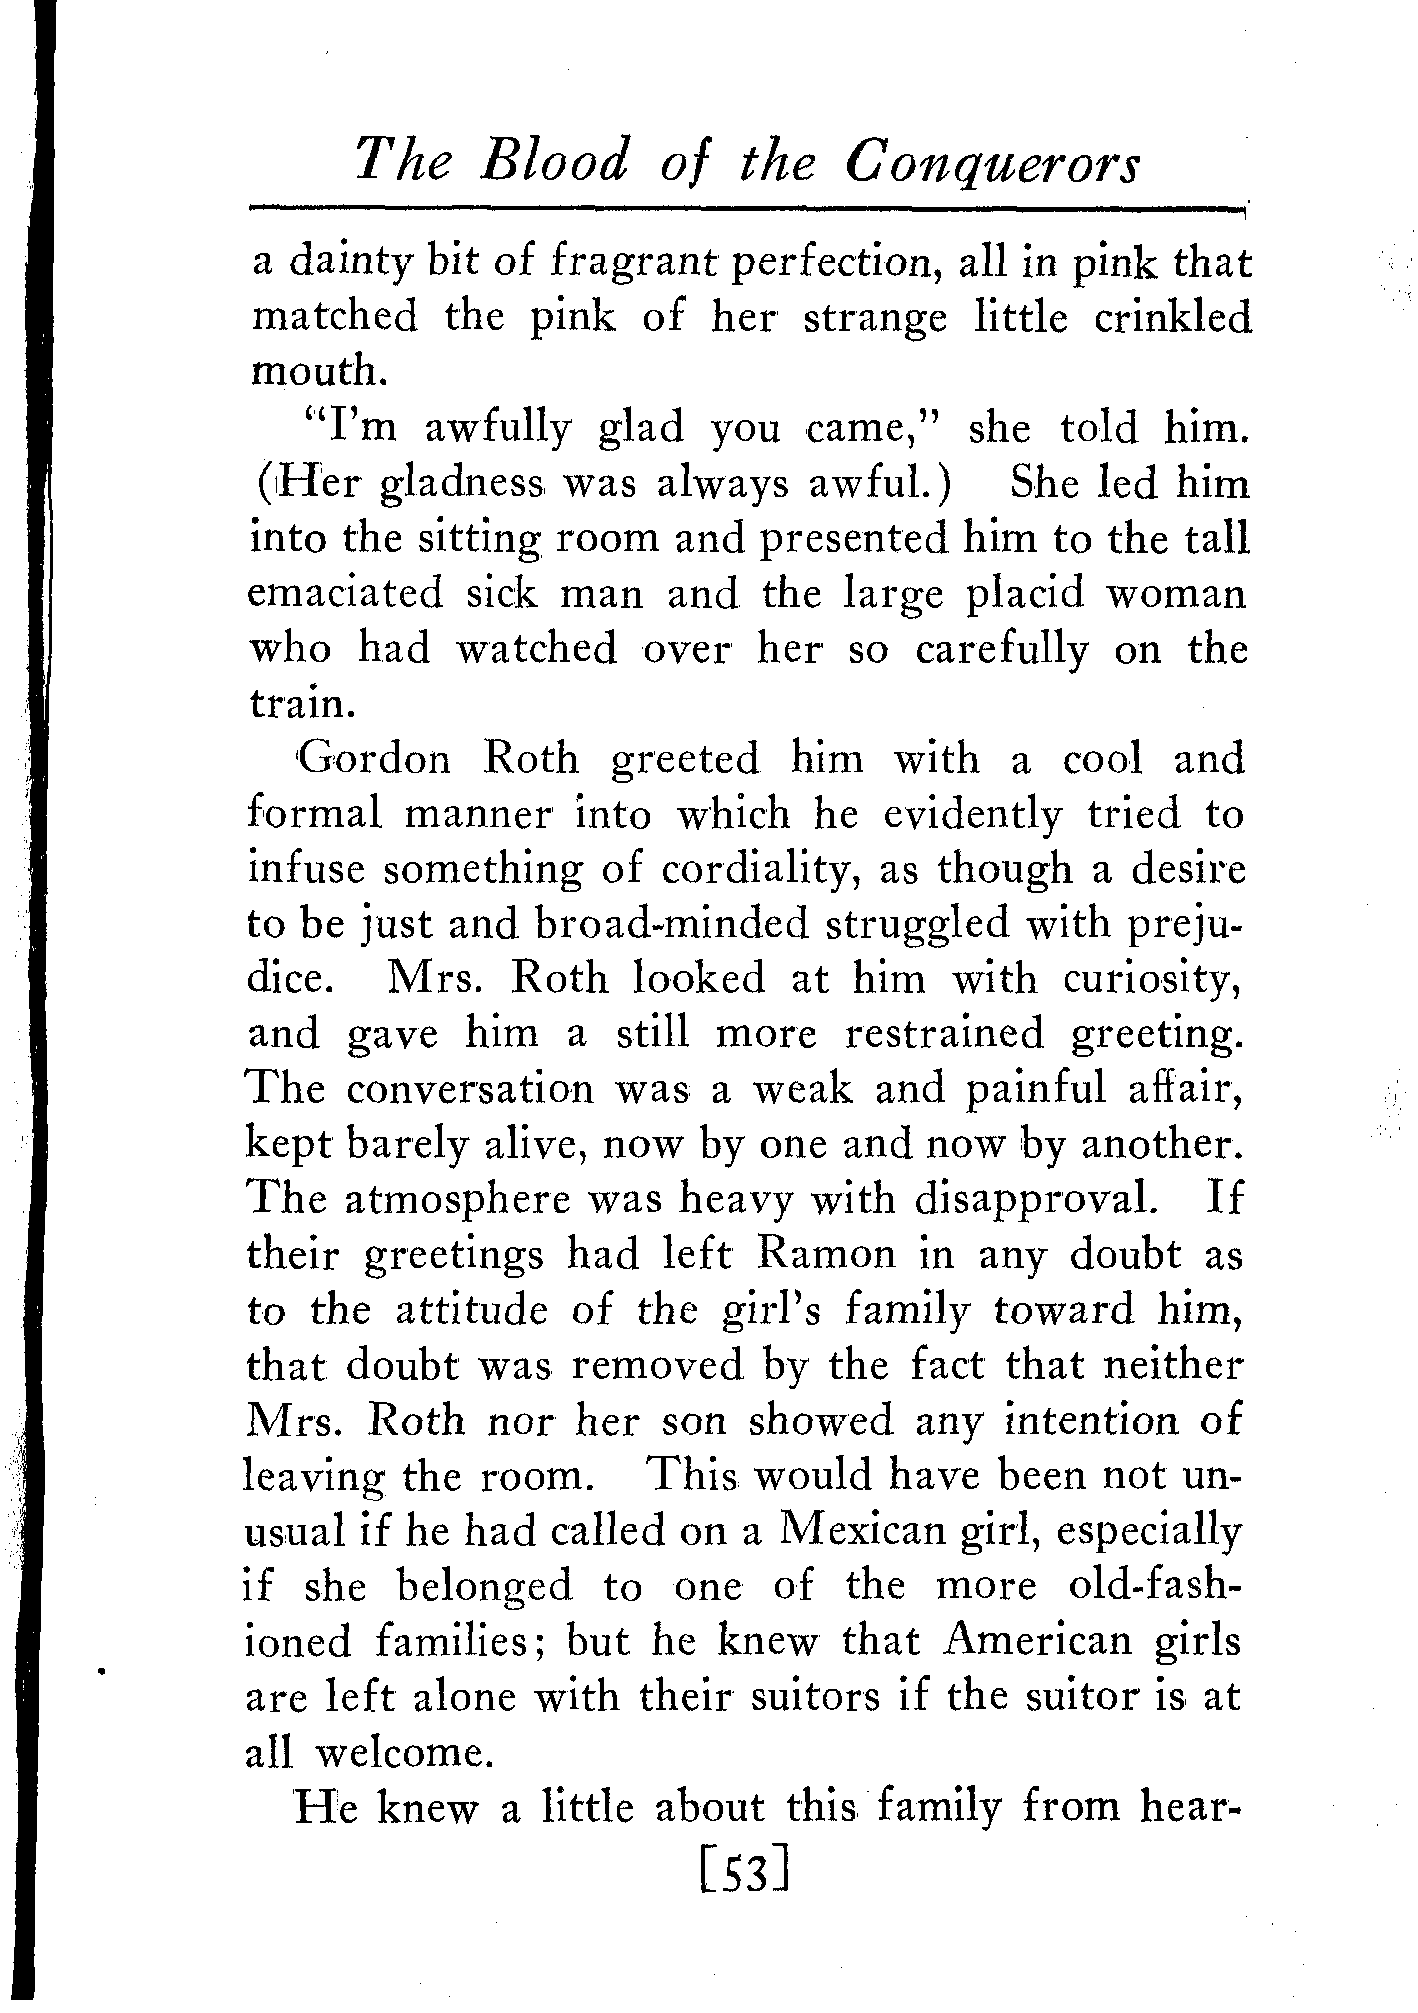 The Blood of the Conquerors
a dainty bit of fragrant perfection, all in pink that
matched the pink of her strange little crinkled
mouth.
"I'm awfully glad you came," she told him.
(Her gladness was always awful.) She led him
into the sitting room and presented him to the tall
emaciated sick man and the large placid woman
who had watched over her so carefully on the
train.
Gordon Roth greeted him with a cool and
formal manner into which he evidently tried to
infuse something of cordiality, as though a desire
to be just and broad-minded struggled with preju-
dice. Mrs. Roth looked at him with curiosity,
and gave him a still more restrained greeting.
The conversation was a weak and painful affair,
kept barely alive, now by one and now by another.
The atmosphere was heavy with disapproval. If
their greetings had left Ramon in any doubt as
to the attitude of the girl's family toward him,
that doubt was removed by the fact that neither
Mrs. Roth nor her son showed any intention of
leaving the room. This would have been not un-
usual if he had called on a Mexican girl, especially
if she belonged to one of the more old-fash-
ioned families; but he knew that American girls
are left alone with their suitors if the suitor is at
all welcome.
He knew a little about this family from hear-
[53]